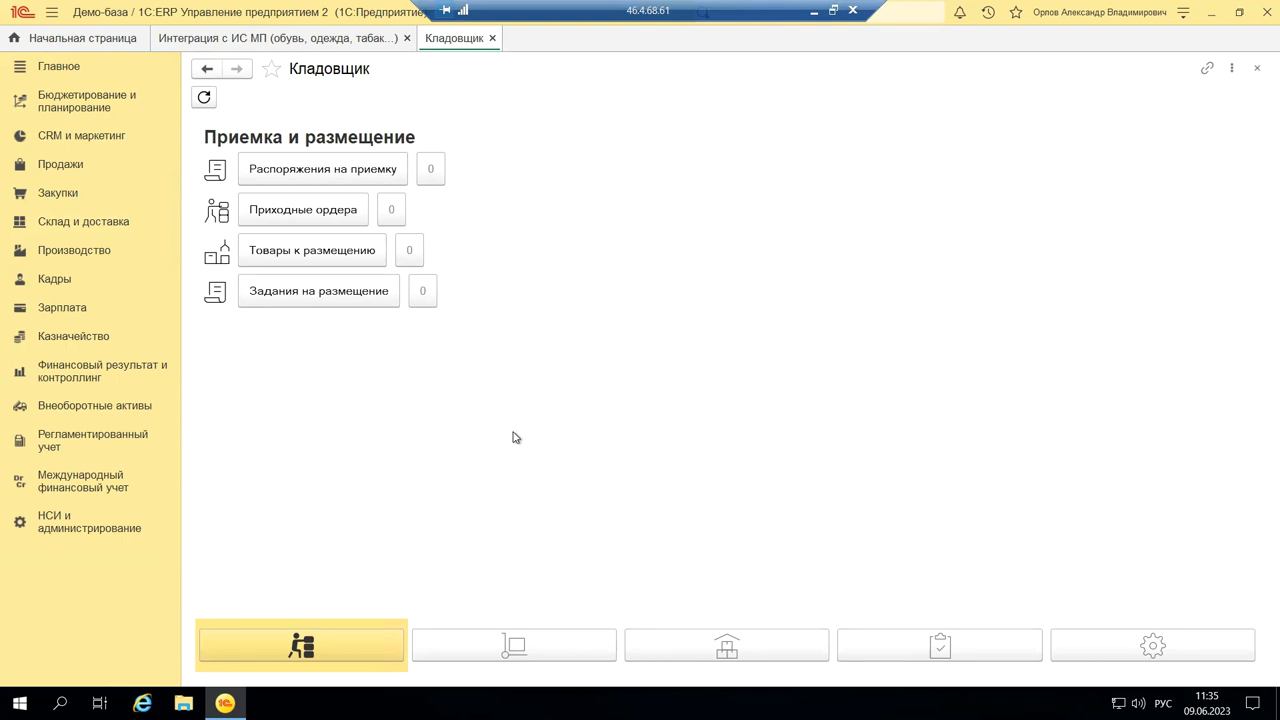 Демо-база / 1С:ERP Управление предприятием 2 (1С:Предприятие
46.4.68.61
Орлов Александр Владимирович
Начальная страница
Интеграция с ИС МП (обувь, одежда, табак...)
Кладовщик
Главное
Бюджетирование и
планирование
CRM и маркетинг
Продажи
Закупки
Склад и доставка
Производство
Кадры
Зарплата
Казначейство
Финансовый результат и
контроллинг
Внеоборотные активы
Регламентированный
учет
Dr
Cr
Международный
финансовый учет
НСИ и
администрирование
Кладовщик
Приемка и размещение
Распоряжения на приемку 0
Приходные ордера 0
Товары к размещению 0
Задания на размещение 0
РУС
11:35
09.06.2023